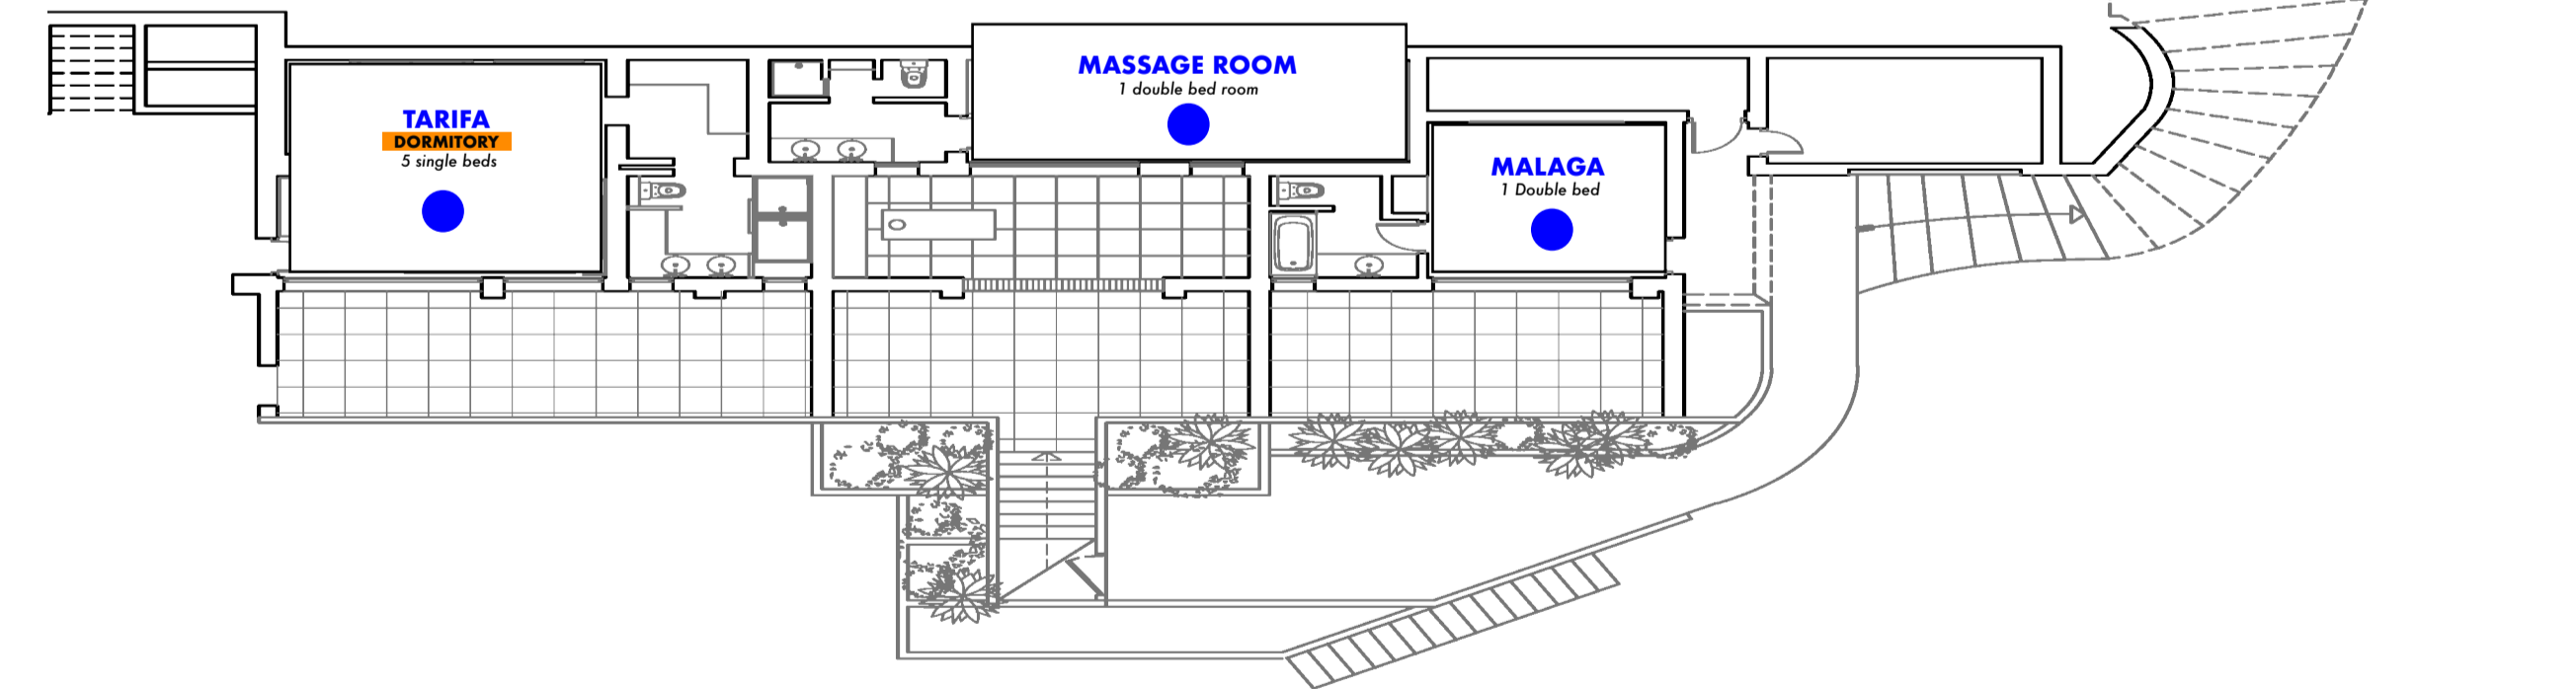 TARIFA
DORMITORY
5 single beds
MASSAGE ROOM
1 double bed room
MALAGA
1 Double bed